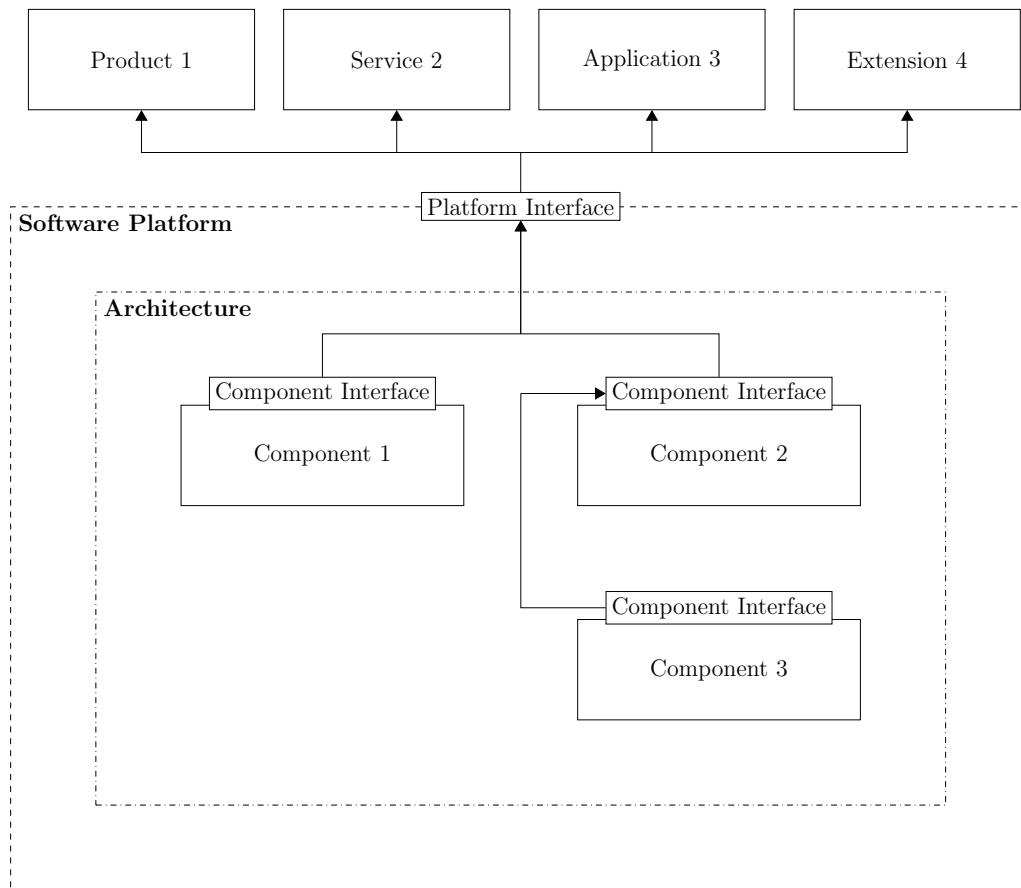 Product 1
Service 2
Application 3
Extension 4
Platform Interface
Software Platform
Architecture
Component Interface
Component Interface
Component 1
Component 2
Component Interface
Component 3